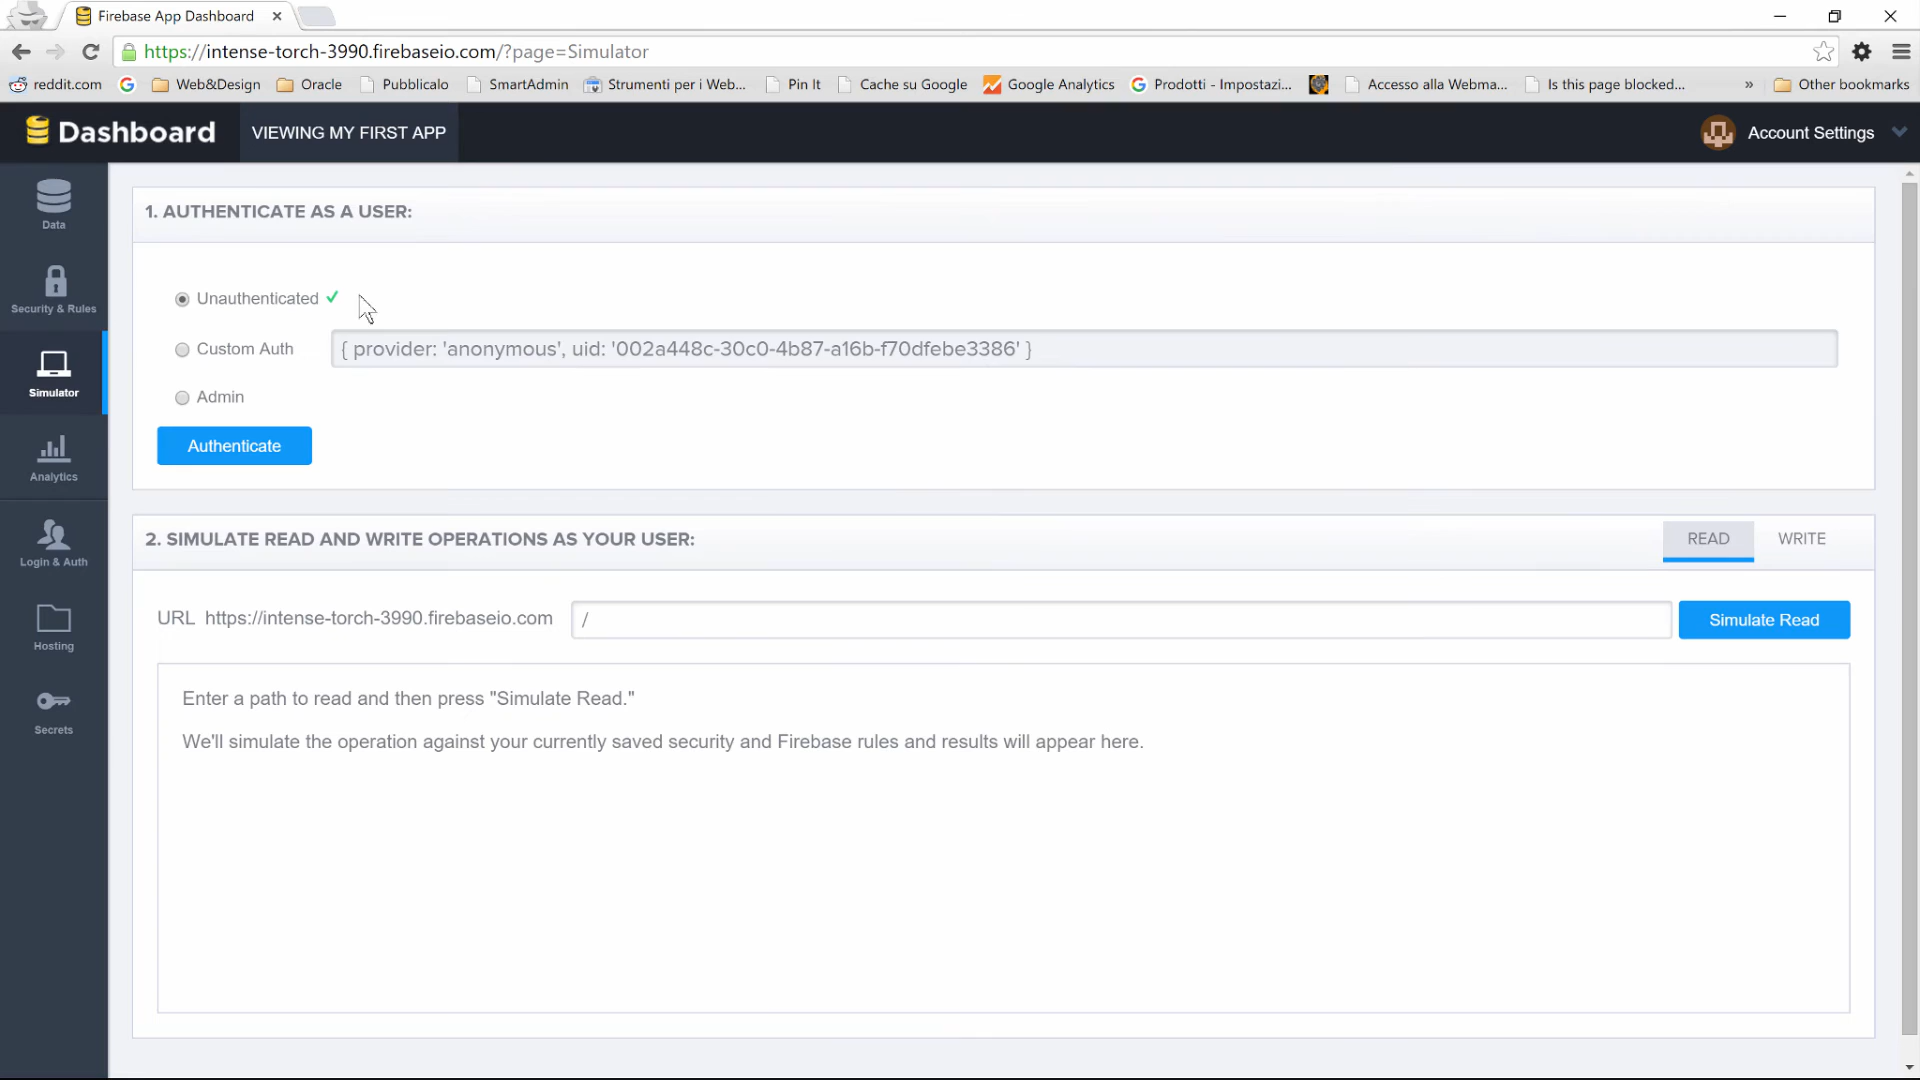 Firebase App Dashboard
https://intense-torch-3990.firebaseio.com/?page=Simulator
reddit.com Web&Design Oracle Pubblicalo SmartAdmin Strumenti per i Web... Pin It Cache su Google Google Analytics Prodotti - Impostazi... Accesso alla Webma... Is this page blocked... » Other bookmarks
Dashboard VIEWING MY FIRST APP Account Settings
Data
Security & Rules
Simulator
Analytics
Login & Auth
Hosting
Secrets
1. AUTHENTICATE AS A USER:
Unauthenticated
Custom Auth { provider: 'anonymous', uid: '002a448c-30c0-4b87-a16b-f70dfebe3386' }
Admin
Authenticate
2. SIMULATE READ AND WRITE OPERATIONS AS YOUR USER: READ WRITE
URL https://intense-torch-3990.firebaseio.com / Simulate Read
Enter a path to read and then press "Simulate Read."
We'll simulate the operation against your currently saved security and Firebase rules and results will appear here.